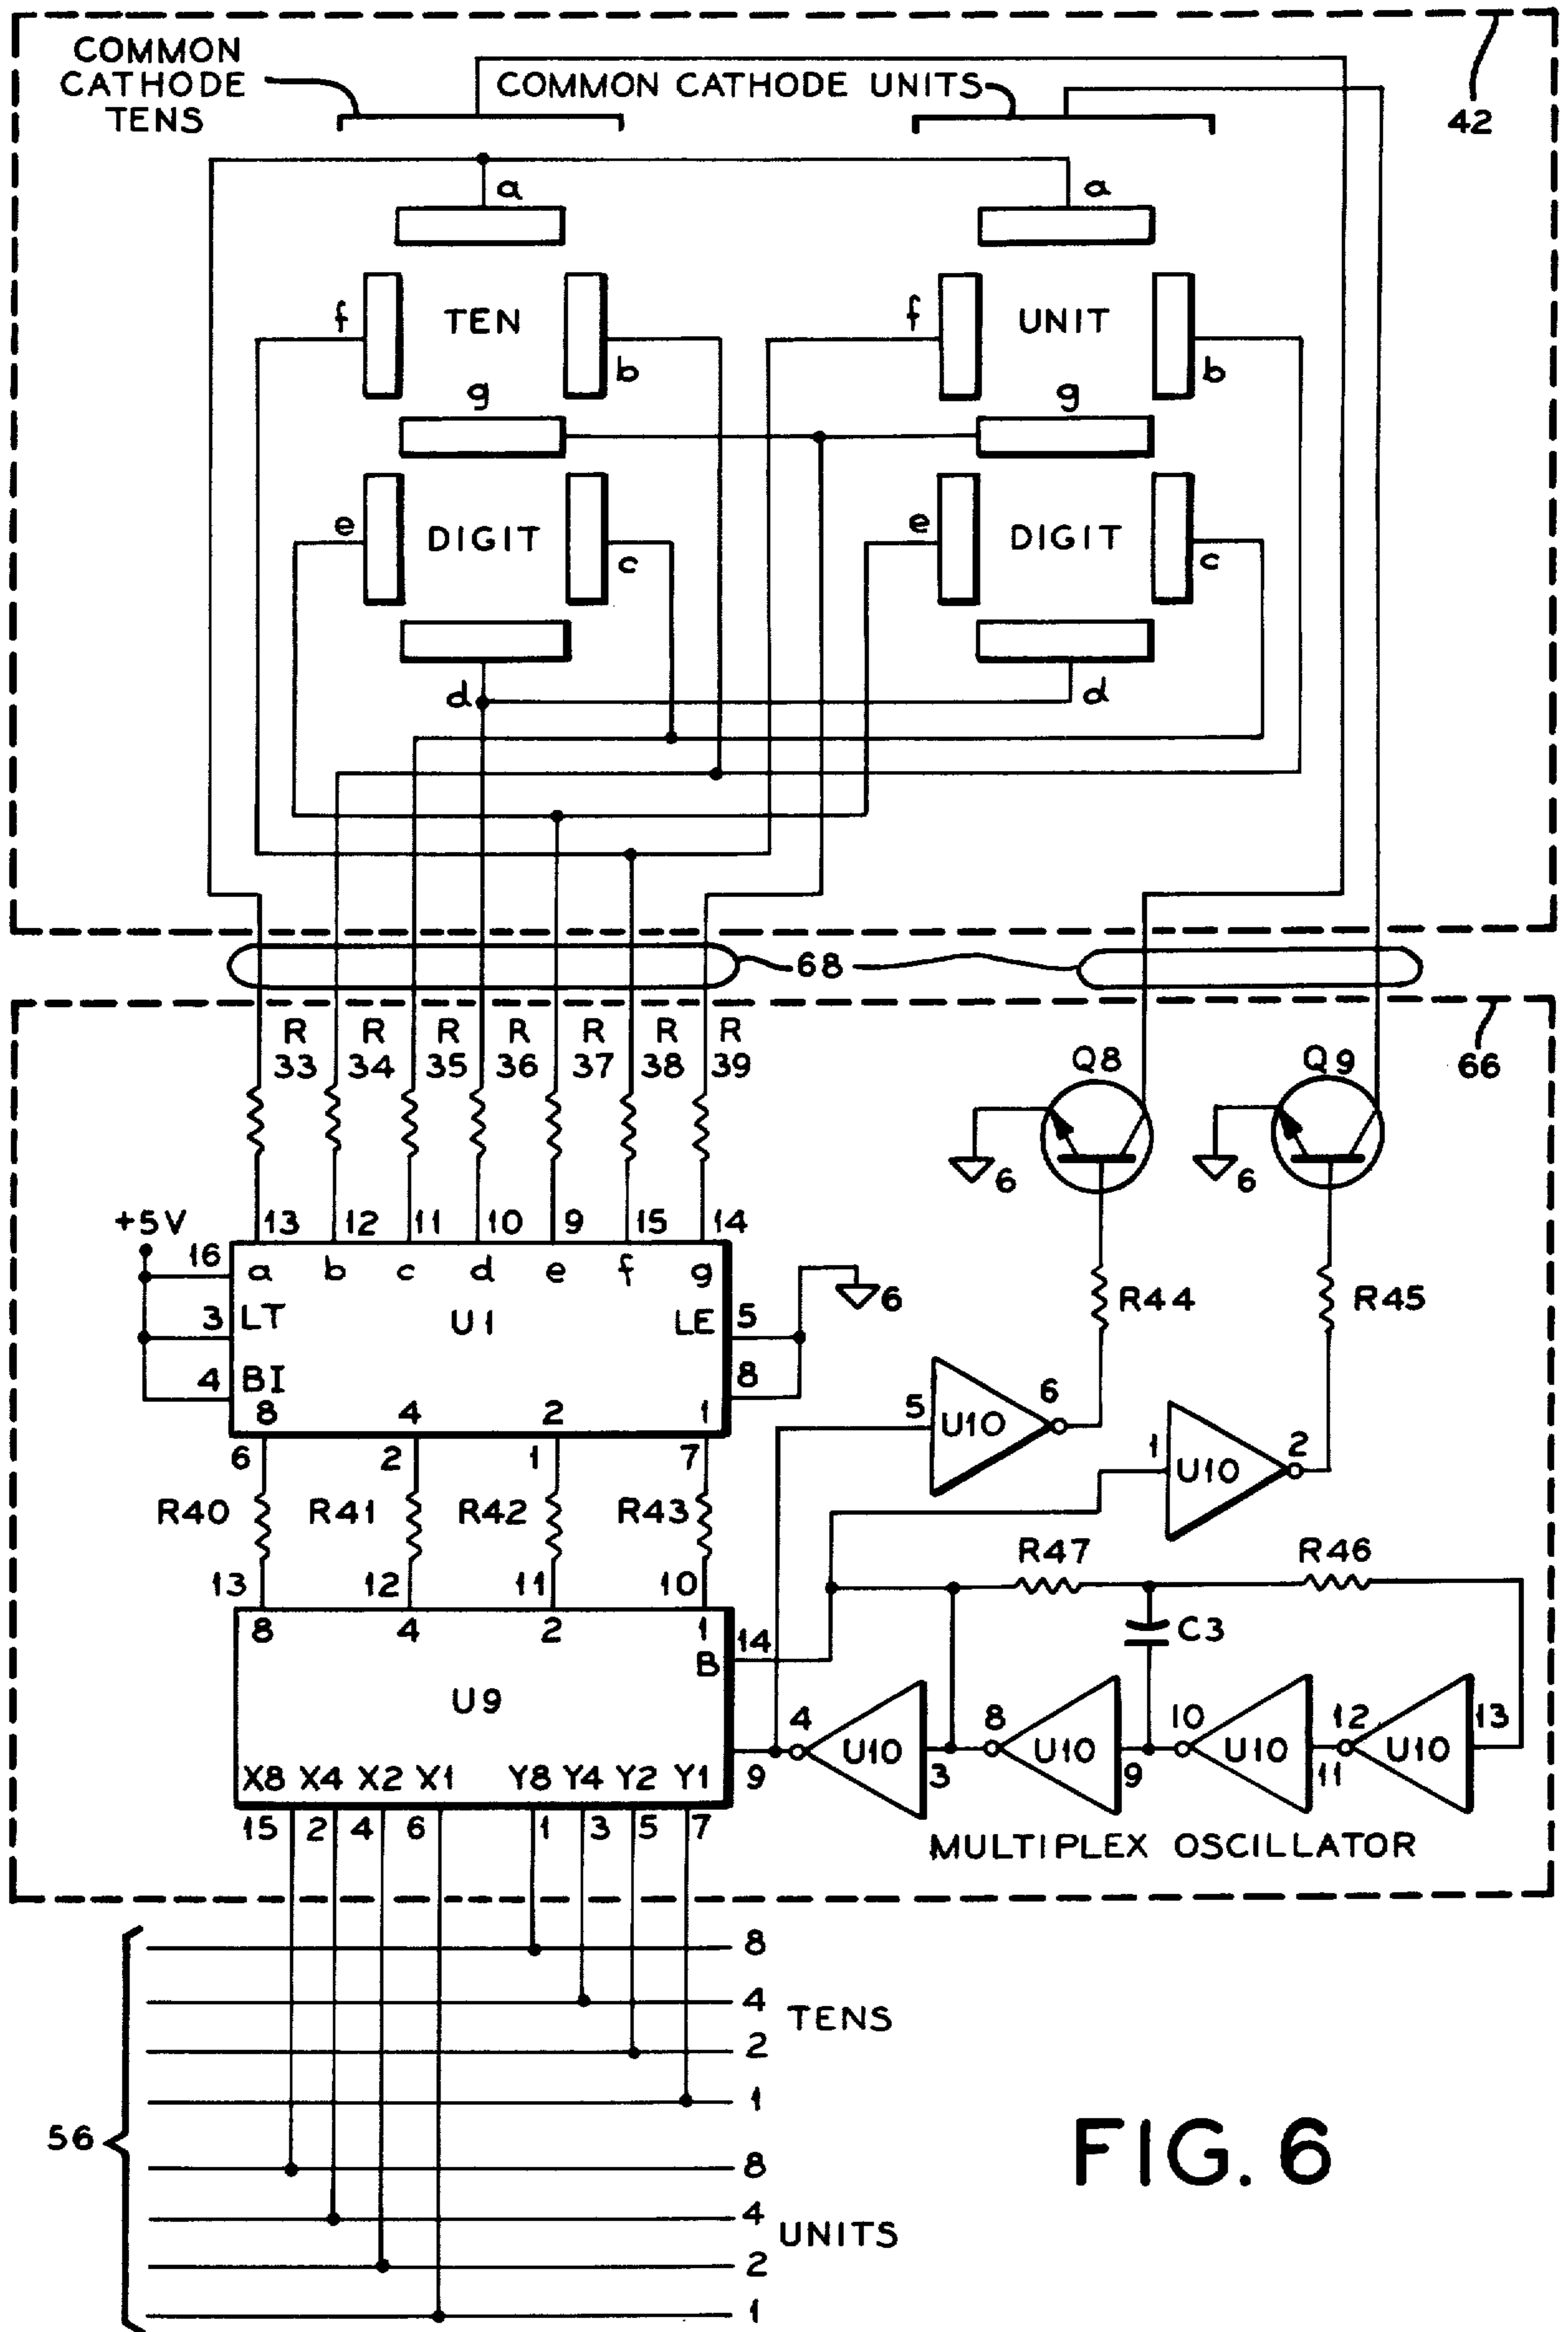 COMMON
CATHODE
TENS
COMMON CATHODE UNITS
42
a a
f TEN b f UNIT b
g g
e DIGIT c e DIGIT c
d d
68
R R R R R R R
33 34 35 36 37 38 39
Q8 Q9
66
6 6
+5V
13 12 11 10 9 15 14
16 a b c d e f g
6
3 LT U1 LE 5
4 BI 8
8 4 2 1
6 2 1 7
R44 R45
5 U10 6
1 U10 2
R40 R41 R42 R43
R47 R46
13 12 11 10
8 4 2 1
14
B
C3
U9
4 8 10 12 13
U10 U10 U10 U10
9 3 9 11
X8 X4 X2 X1 Y8 Y4 Y2 Y1
15 2 4 6 1 3 5 7
MULTIPLEX OSCILLATOR
8
4
TENS
2
1
56
8
4
UNITS
2
1
FIG. 6